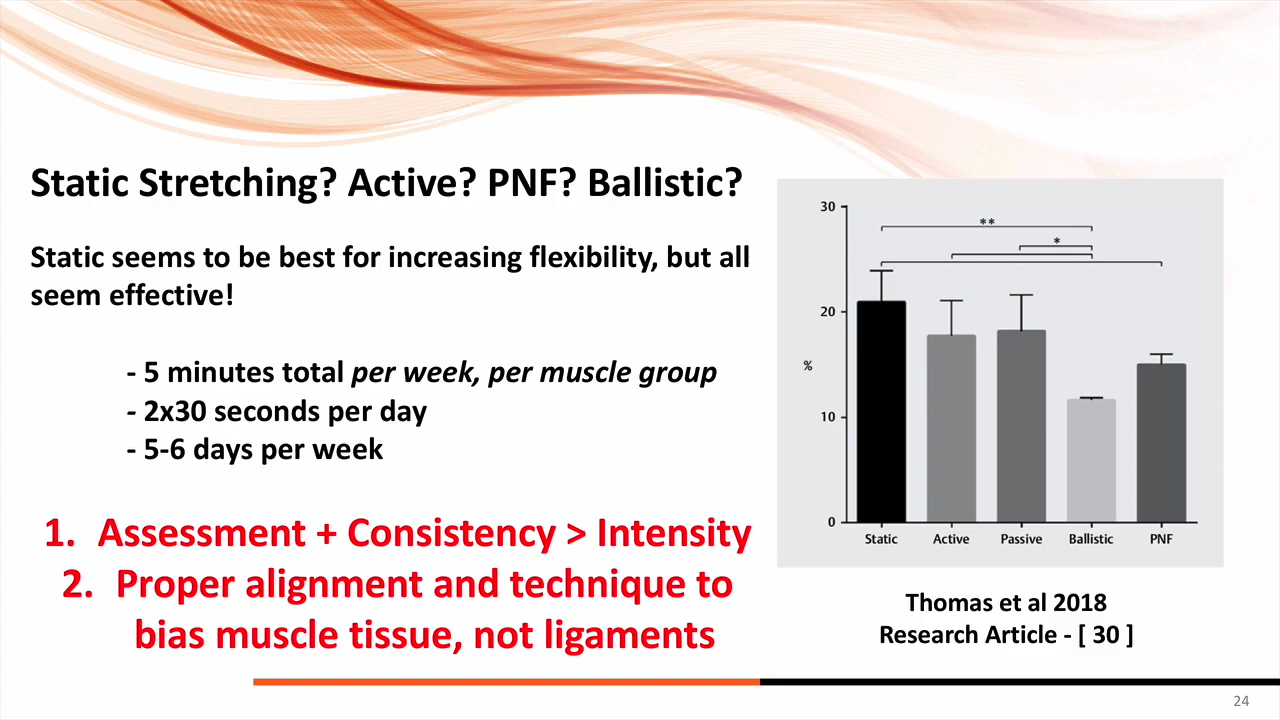 Static Stretching? Active? PNF? Ballistic?
Static seems to be best for increasing flexibility, but all
seem effective!
- 5 minutes total per week, per muscle group
- 2x30 seconds per day
- 5-6 days per week
1. Assessment + Consistency > Intensity
2. Proper alignment and technique to
bias muscle tissue, not ligaments
30
20
10
0
%
**
*
Static Active Passive Ballistic PNF
Thomas et al 2018
Research Article - [ 30 ]
24